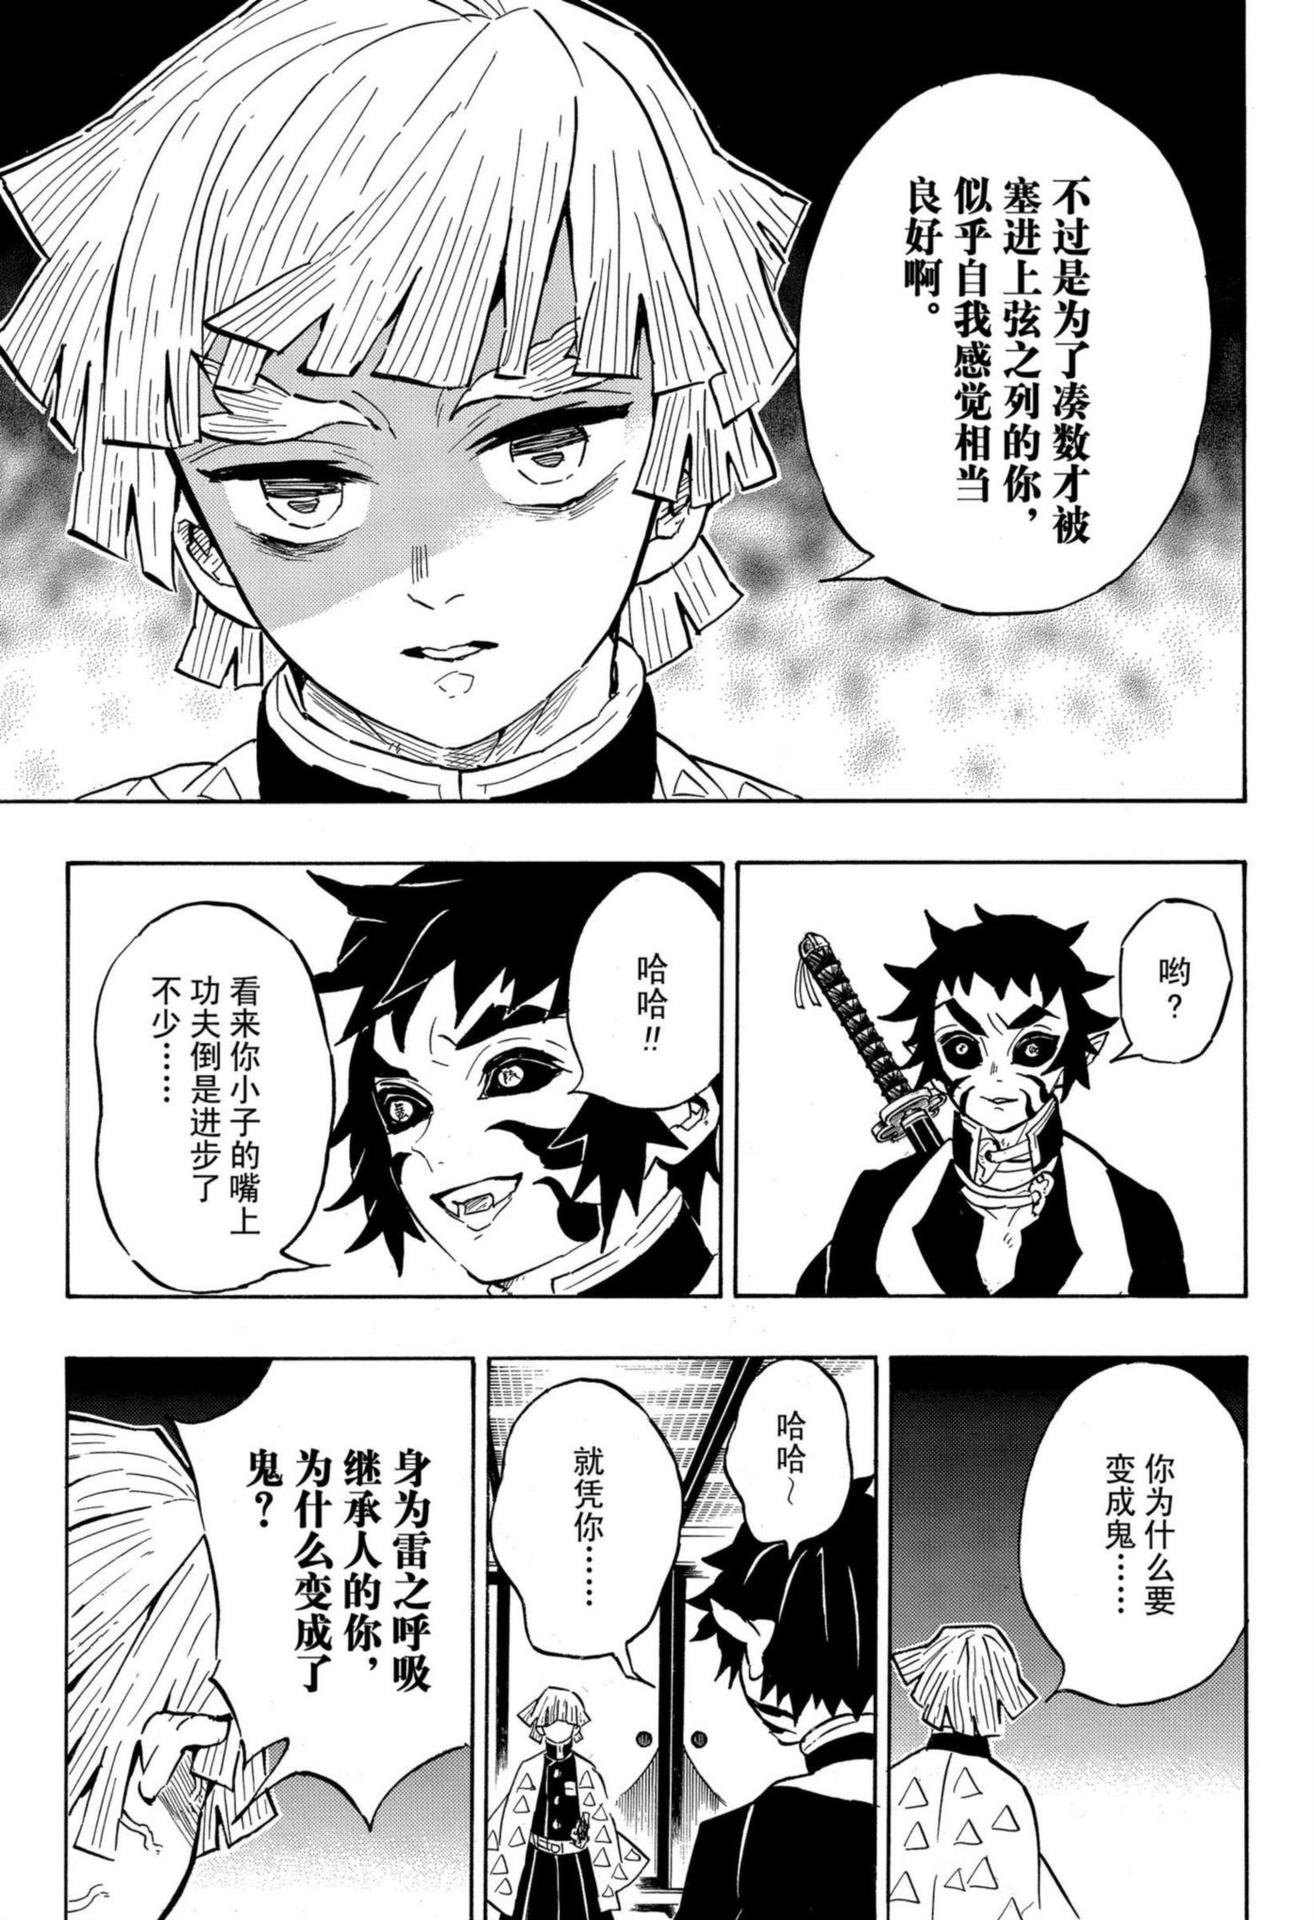 不过是为了凑数才被
塞进上弦之列的你，
似乎自我感觉相当
良好啊。
哟？
哈
哈!!
看来你小子的嘴上
功夫倒是进步了
不少……
你为什么要
变成鬼……
哈
哈~
就凭你……
身为雷之呼吸
继承人的你，
为什么变成了
鬼？